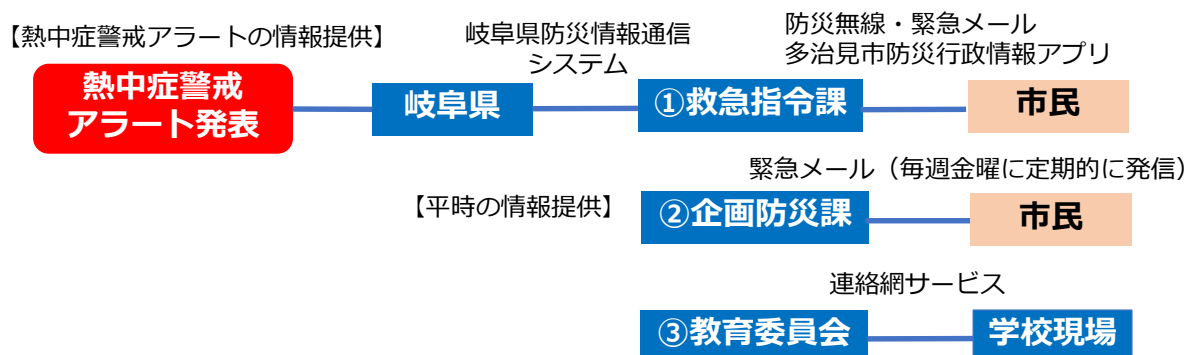 【熱中症警戒アラートの情報提供】
岐阜県防災情報通信
システム
防災無線・緊急メール
多治見市防災行政情報アプリ
熱中症警戒
アラート発表
岐阜県
①救急指令課
市民
緊急メール（毎週金曜に定期的に発信）
【平時の情報提供】
②企画防災課
市民
連絡網サービス
③教育委員会
学校現場